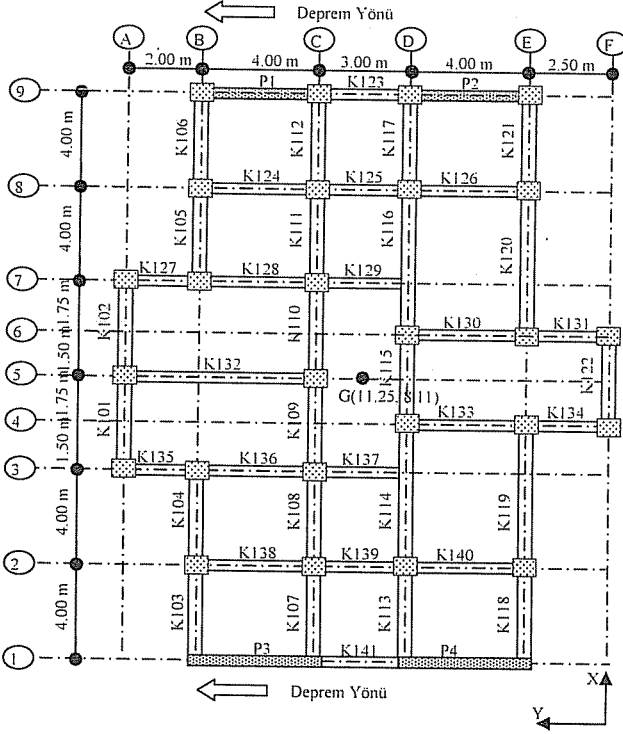 Deprem Yönü
A B C D E F
2.00 m 4.00 m 3.00 m 4.00 m 2.50 m
9 P1 K123 P2
4.00 m K106 K112 K117 K121
8 K124 K125 K126
4.00 m K105 K111 K116 K120
7 K127 K128 K129
1.75 m K102 K110
6 K130 K131
1.50 m K132 K115 K122
5 G(11.25, 8.11)
1.75 m K101 K109
4 K133 K134
1.50 m
3 K135 K136 K137
4.00 m K104 K108 K114 K119
2 K138 K139 K140
4.00 m K103 K107 K113 K118
1 P3 K141 P4
Deprem Yönü
X
Y